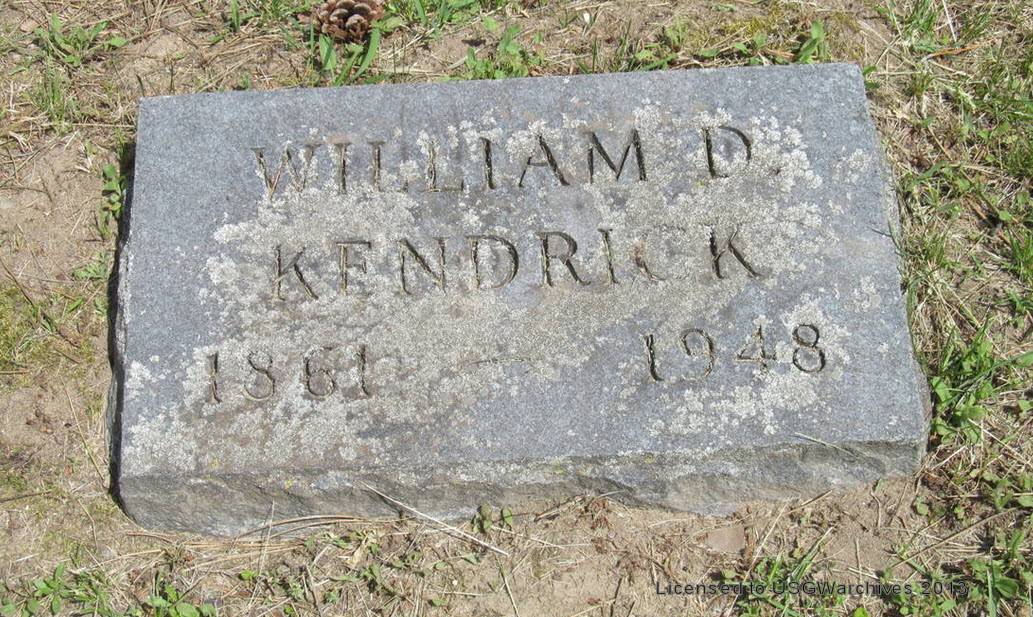 WILLIAM D.
KENDRICK
1861 — 1948
Licensed to USGWarchives 2013